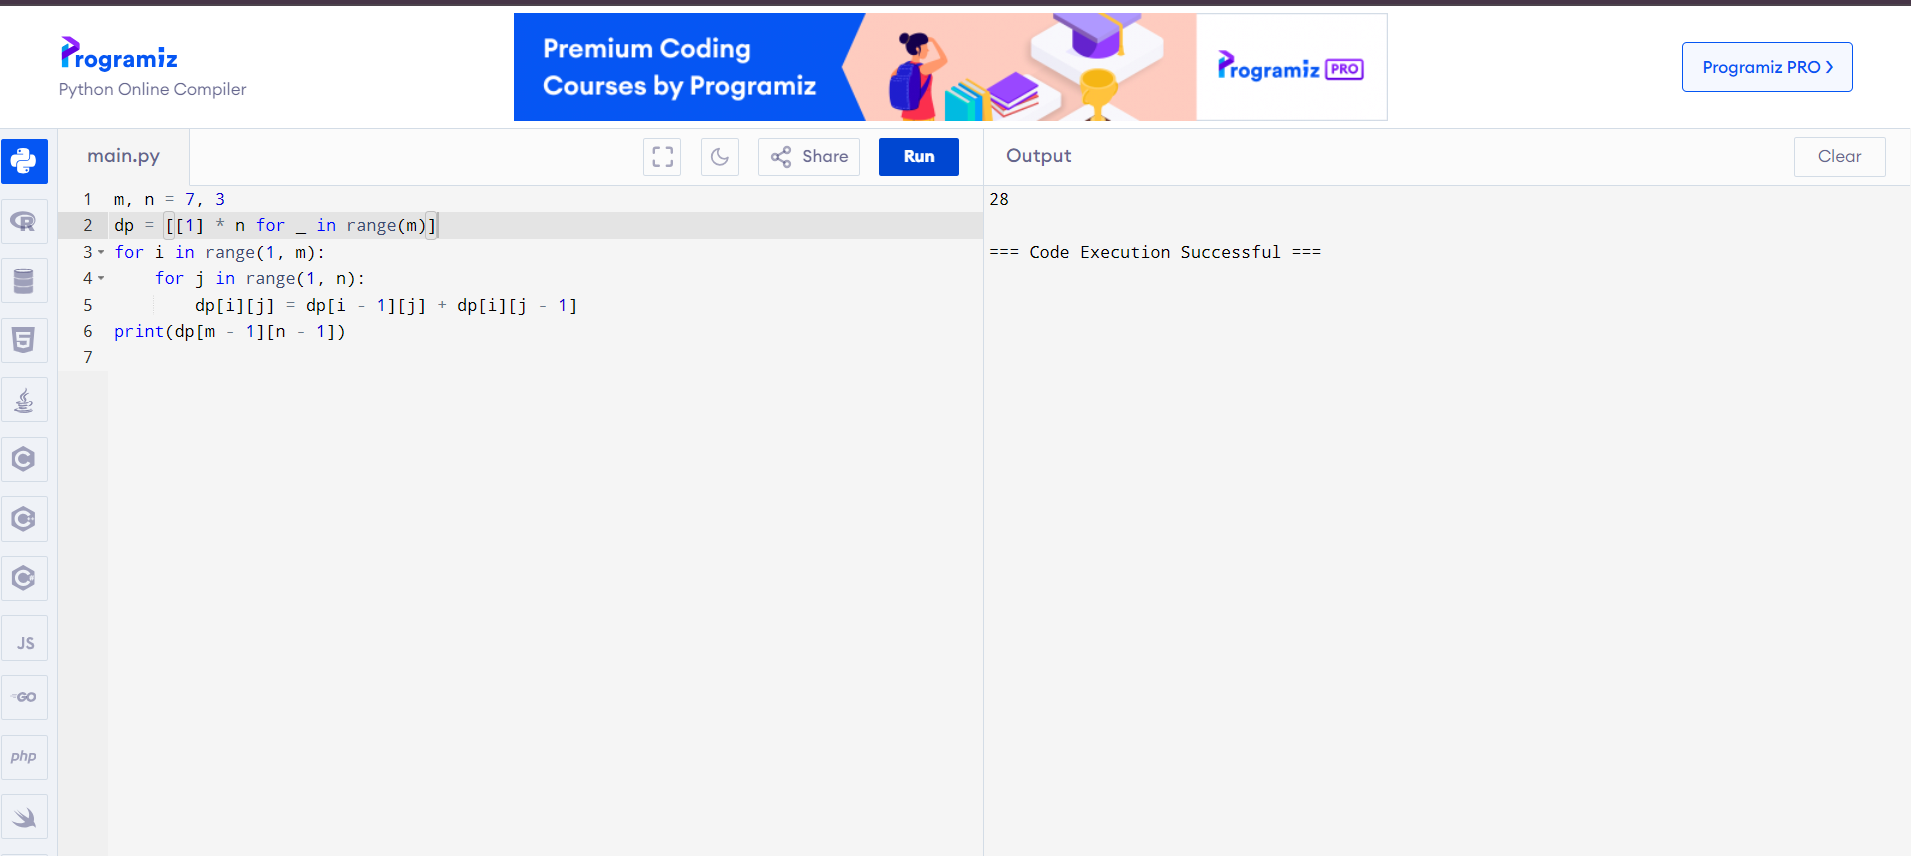 Programiz
Python Online Compiler
Premium Coding
Courses by Programiz
Programiz PRO
Programiz PRO >
main.py
Share
Run
Output
Clear
1 m, n = 7, 3
2 dp = [[1] * n for _ in range(m)]
3 for i in range(1, m):
4     for j in range(1, n):
5         dp[i][j] = dp[i - 1][j] + dp[i][j - 1]
6 print(dp[m - 1][n - 1])
7
28
=== Code Execution Successful ===
R
5
C
C+
C#
JS
GO
php